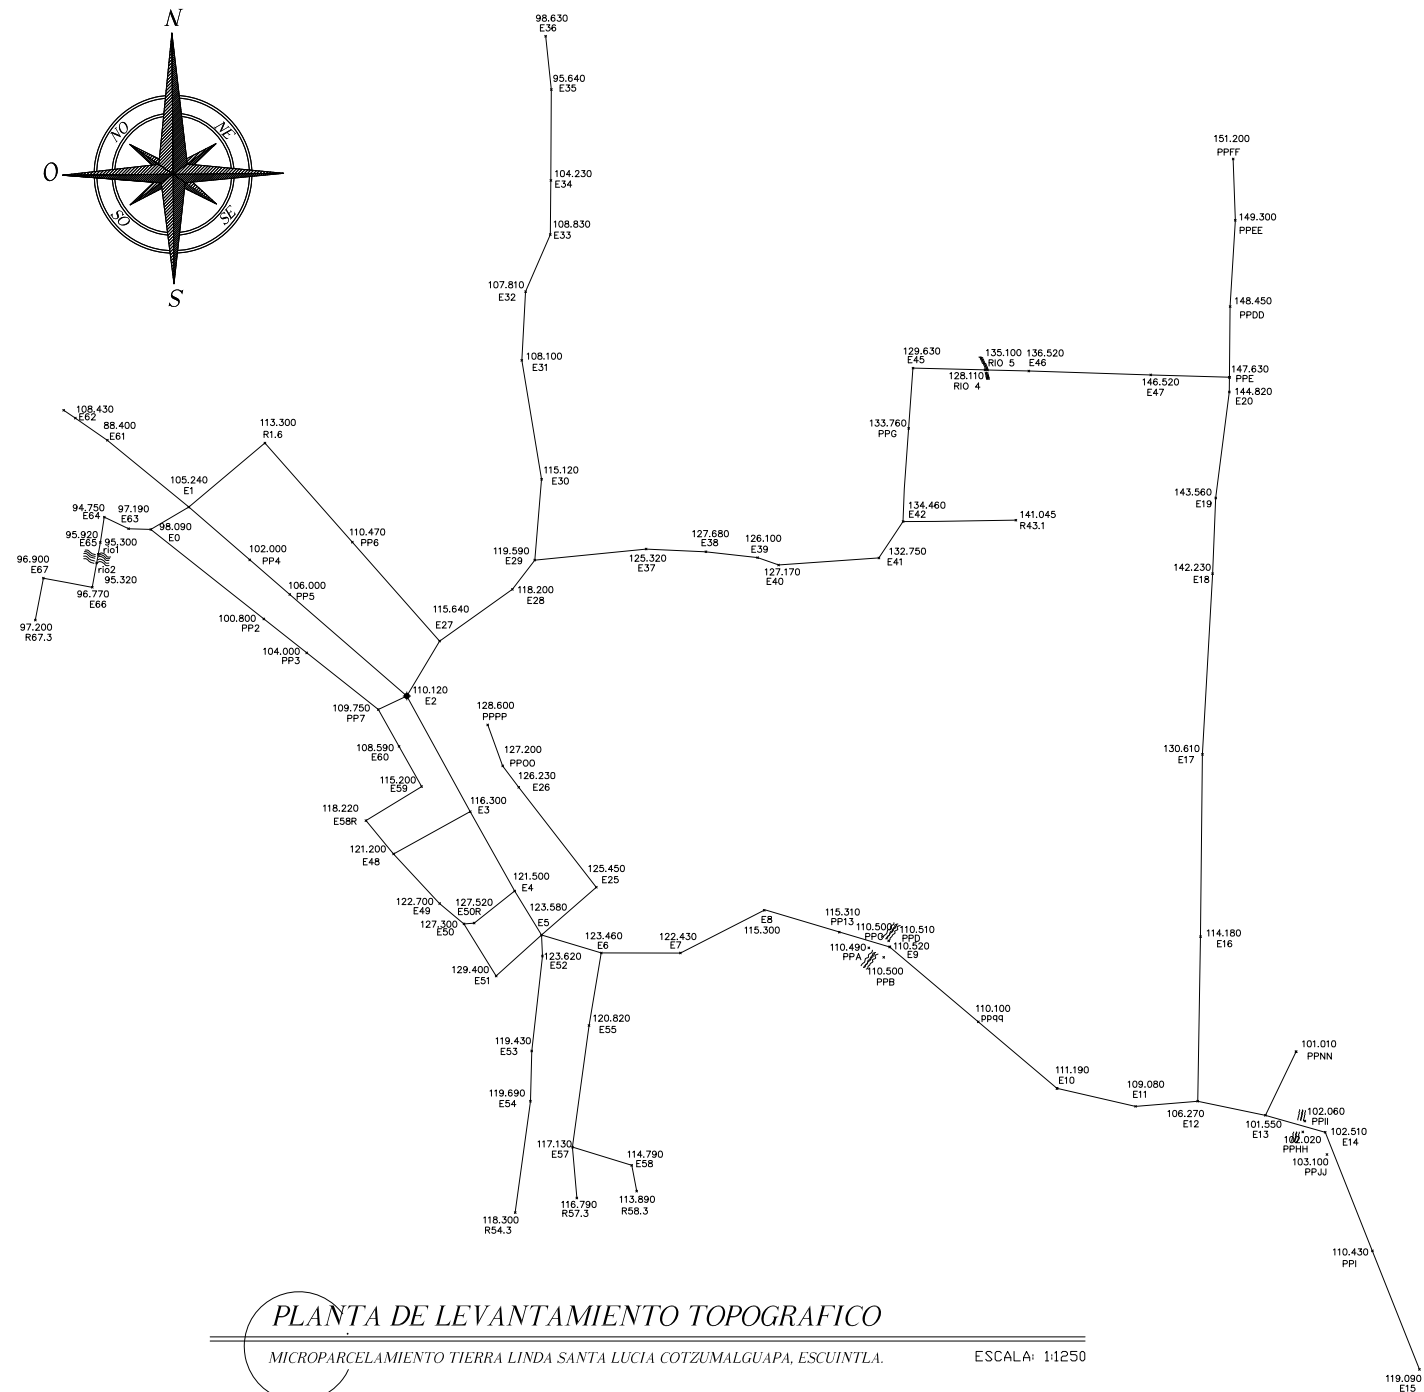 N
98.630
E36
95.640
E35
NO
NE
O
SO
SE
S
104.230
E34
108.830
E33
107.810
E32
108.100
E31
151.200
PPFF
149.300
PPEE
148.450
PPDD
129.630
E45
135.100
RIO 5
136.520
E46
128.110
RIO 4
146.520
E47
147.630
PPE
144.820
E20
108.430
E62
88.400
E61
113.300
R1.6
133.760
PPG
105.240
E1
115.120
E30
143.560
E19
94.750
E64
97.190
E63
98.090
E0
134.460
E42
141.045
R43.1
95.920
E65
95.300
rio1
rio2
95.320
96.900
E67
96.770
E66
97.200
R67.3
110.470
PP6
102.000
PP4
106.000
PP5
119.590
E29
125.320
E37
127.680
E38
126.100
E39
127.170
E40
132.750
E41
142.230
E18
118.200
E28
100.800
PP2
104.000
PP3
115.640
E27
110.120
E2
109.750
PP7
128.600
PPPP
108.590
E60
127.200
PPOO
126.230
E26
130.610
E17
115.200
E59
118.220
E58R
116.300
E3
121.200
E48
125.450
E25
121.500
E4
122.700
E49
127.520
E50R
127.300
E50
123.580
E5
123.460
E6
122.430
E7
E8
115.300
115.310
PP13
110.500
PPC
110.510
PPD
110.490
PPA
110.520
E9
110.500
PPB
114.180
E16
123.620
E52
129.400
E51
110.100
ppqq
120.820
E55
119.430
E53
101.010
PPNN
111.190
E10
109.080
E11
119.690
E54
106.270
E12
101.550
E13
102.060
PPII
102.020
PPHH
102.510
E14
103.100
PPJJ
117.130
E57
114.790
E58
116.790
R57.3
113.890
R58.3
118.300
R54.3
110.430
PPI
PLANTA DE LEVANTAMIENTO TOPOGRAFICO
MICROPARCELAMIENTO TIERRA LINDA SANTA LUCIA COTZUMALGUAPA, ESCUINTLA.
ESCALA: 1:1250
119.090
E15